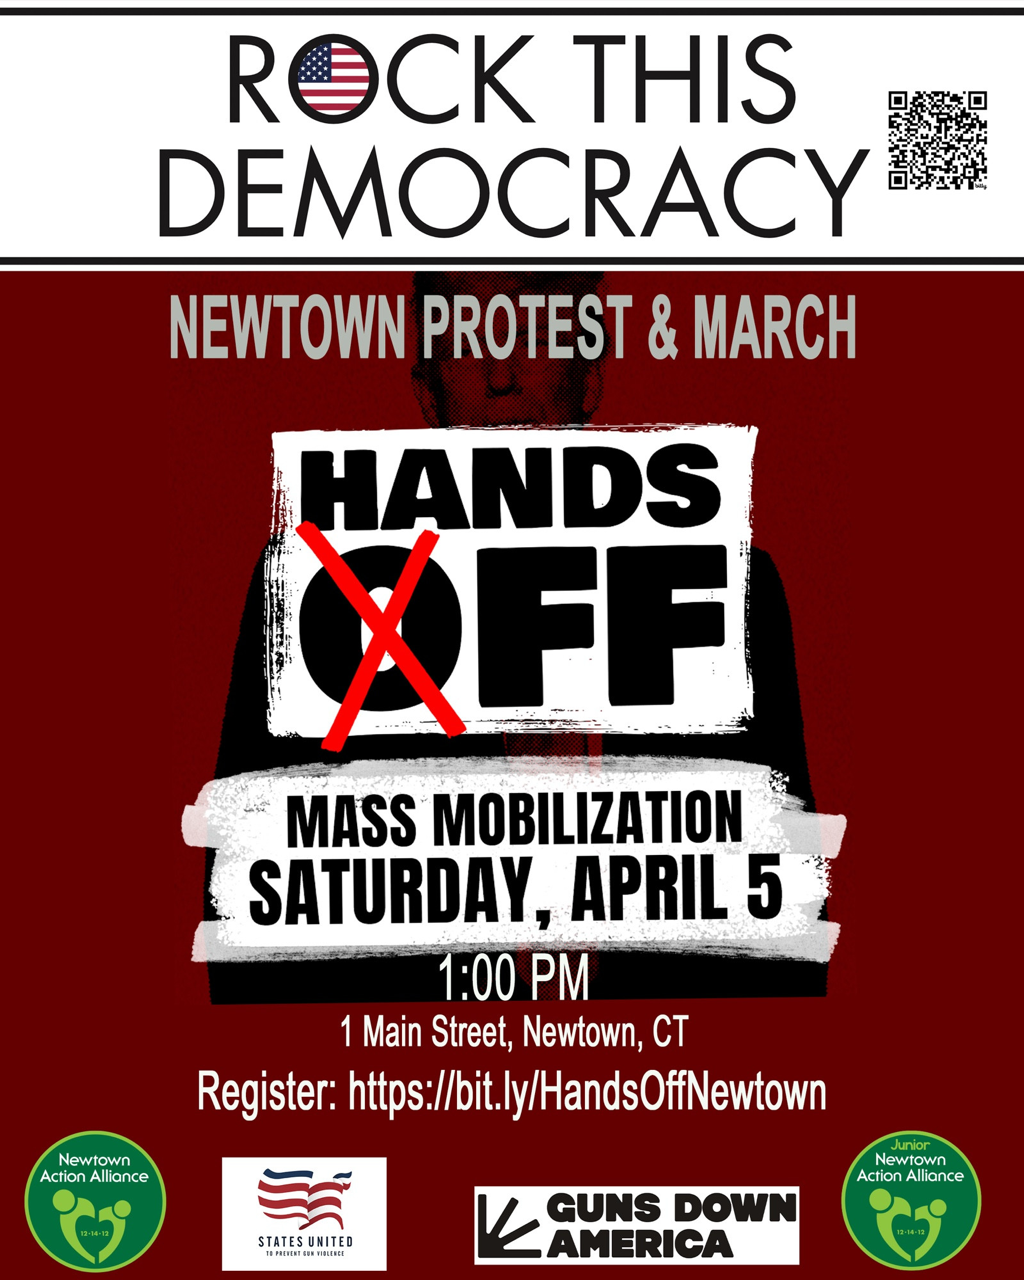 ROCK THIS
DEMOCRACY
bitly
NEWTOWN PROTEST & MARCH
HANDS
OFF
MASS MOBILIZATION
SATURDAY, APRIL 5
1:00 PM
1 Main Street, Newtown, CT
Register: https://bit.ly/HandsOffNewtown
Newtown
Action Alliance
12-14-12
STATES UNITED
TO PREVENT GUN VIOLENCE
GUNS DOWN
AMERICA
Junior
Newtown
Action Alliance
12-14-12